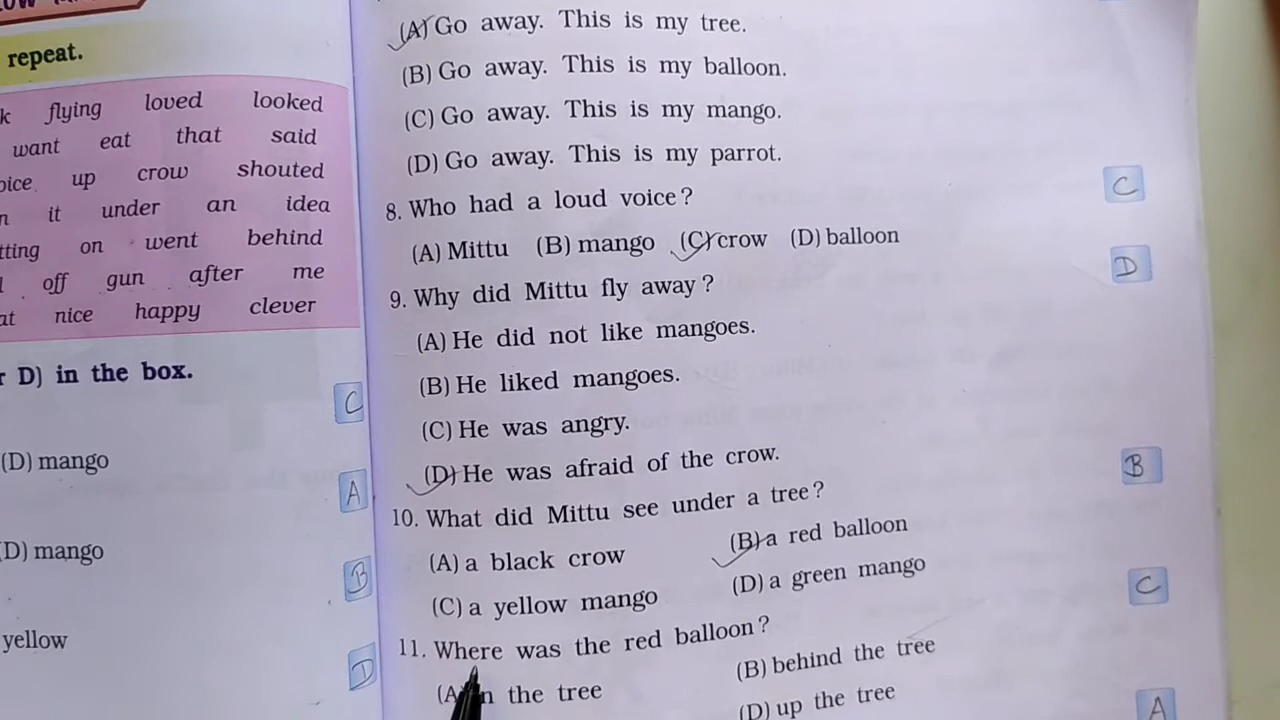 repeat.
k flying loved looked
want eat that said
oice up crow shouted
n it under an idea
tting on went behind
l off gun after me
at nice happy clever
r D) in the box.
C
(D) mango
A
(D) mango
B
yellow
D
(A) Go away. This is my tree.
(B) Go away. This is my balloon.
(C) Go away. This is my mango.
(D) Go away. This is my parrot.
8. Who had a loud voice? C
(A) Mittu (B) mango (C) crow (D) balloon
9. Why did Mittu fly away? D
(A) He did not like mangoes.
(B) He liked mangoes.
(C) He was angry.
(D) He was afraid of the crow.
10. What did Mittu see under a tree? B
(A) a black crow (B) a red balloon
(C) a yellow mango (D) a green mango
11. Where was the red balloon? C
(A) the tree (B) behind the tree
(D) up the tree
A